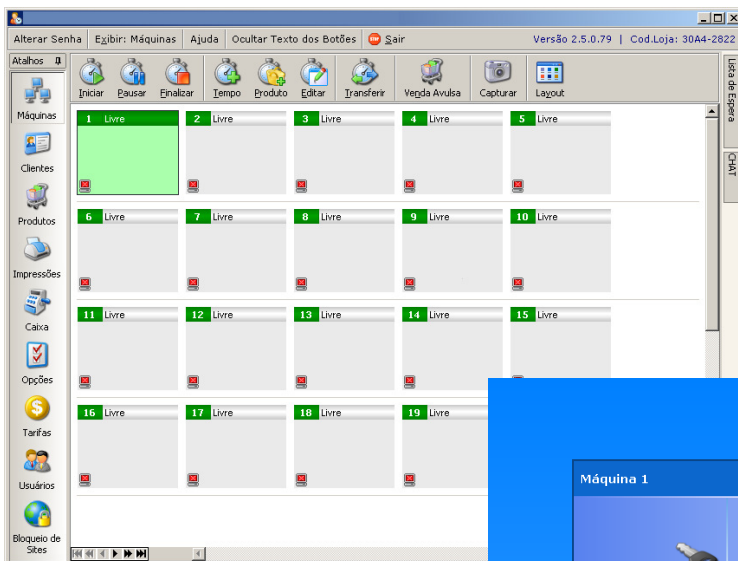 Alterar Senha Exibir: Máquinas Ajuda Ocultar Texto dos Botões Sair Versão 2.5.0.79 | Cod.Loja: 30A4-2822
Atalhos
Iniciar Pausar Finalizar Tempo Produto Editar Transferir Venda Avulsa Capturar Layout
Lista de Espera
CHAT
Máquinas
Clientes
Produtos
Impressões
Caixa
Opções
Tarifas
Usuários
Bloqueio de
Sites
1 Livre 2 Livre 3 Livre 4 Livre 5 Livre
6 Livre 7 Livre 8 Livre 9 Livre 10 Livre
11 Livre 12 Livre 13 Livre 14 Livre 15 Livre
16 Livre 17 Livre 18 Livre 19 Livre
Máquina 1